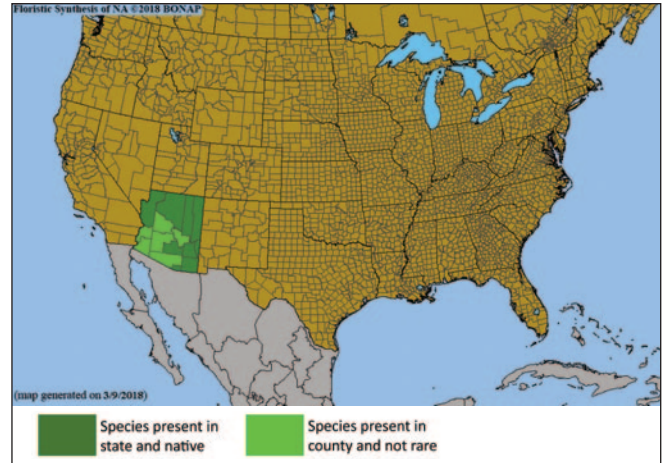 Floristic Synthesis of NA ©2018 BONAP
(map generated on 3/9/2018)
Species present in
state and native
Species present in
county and not rare